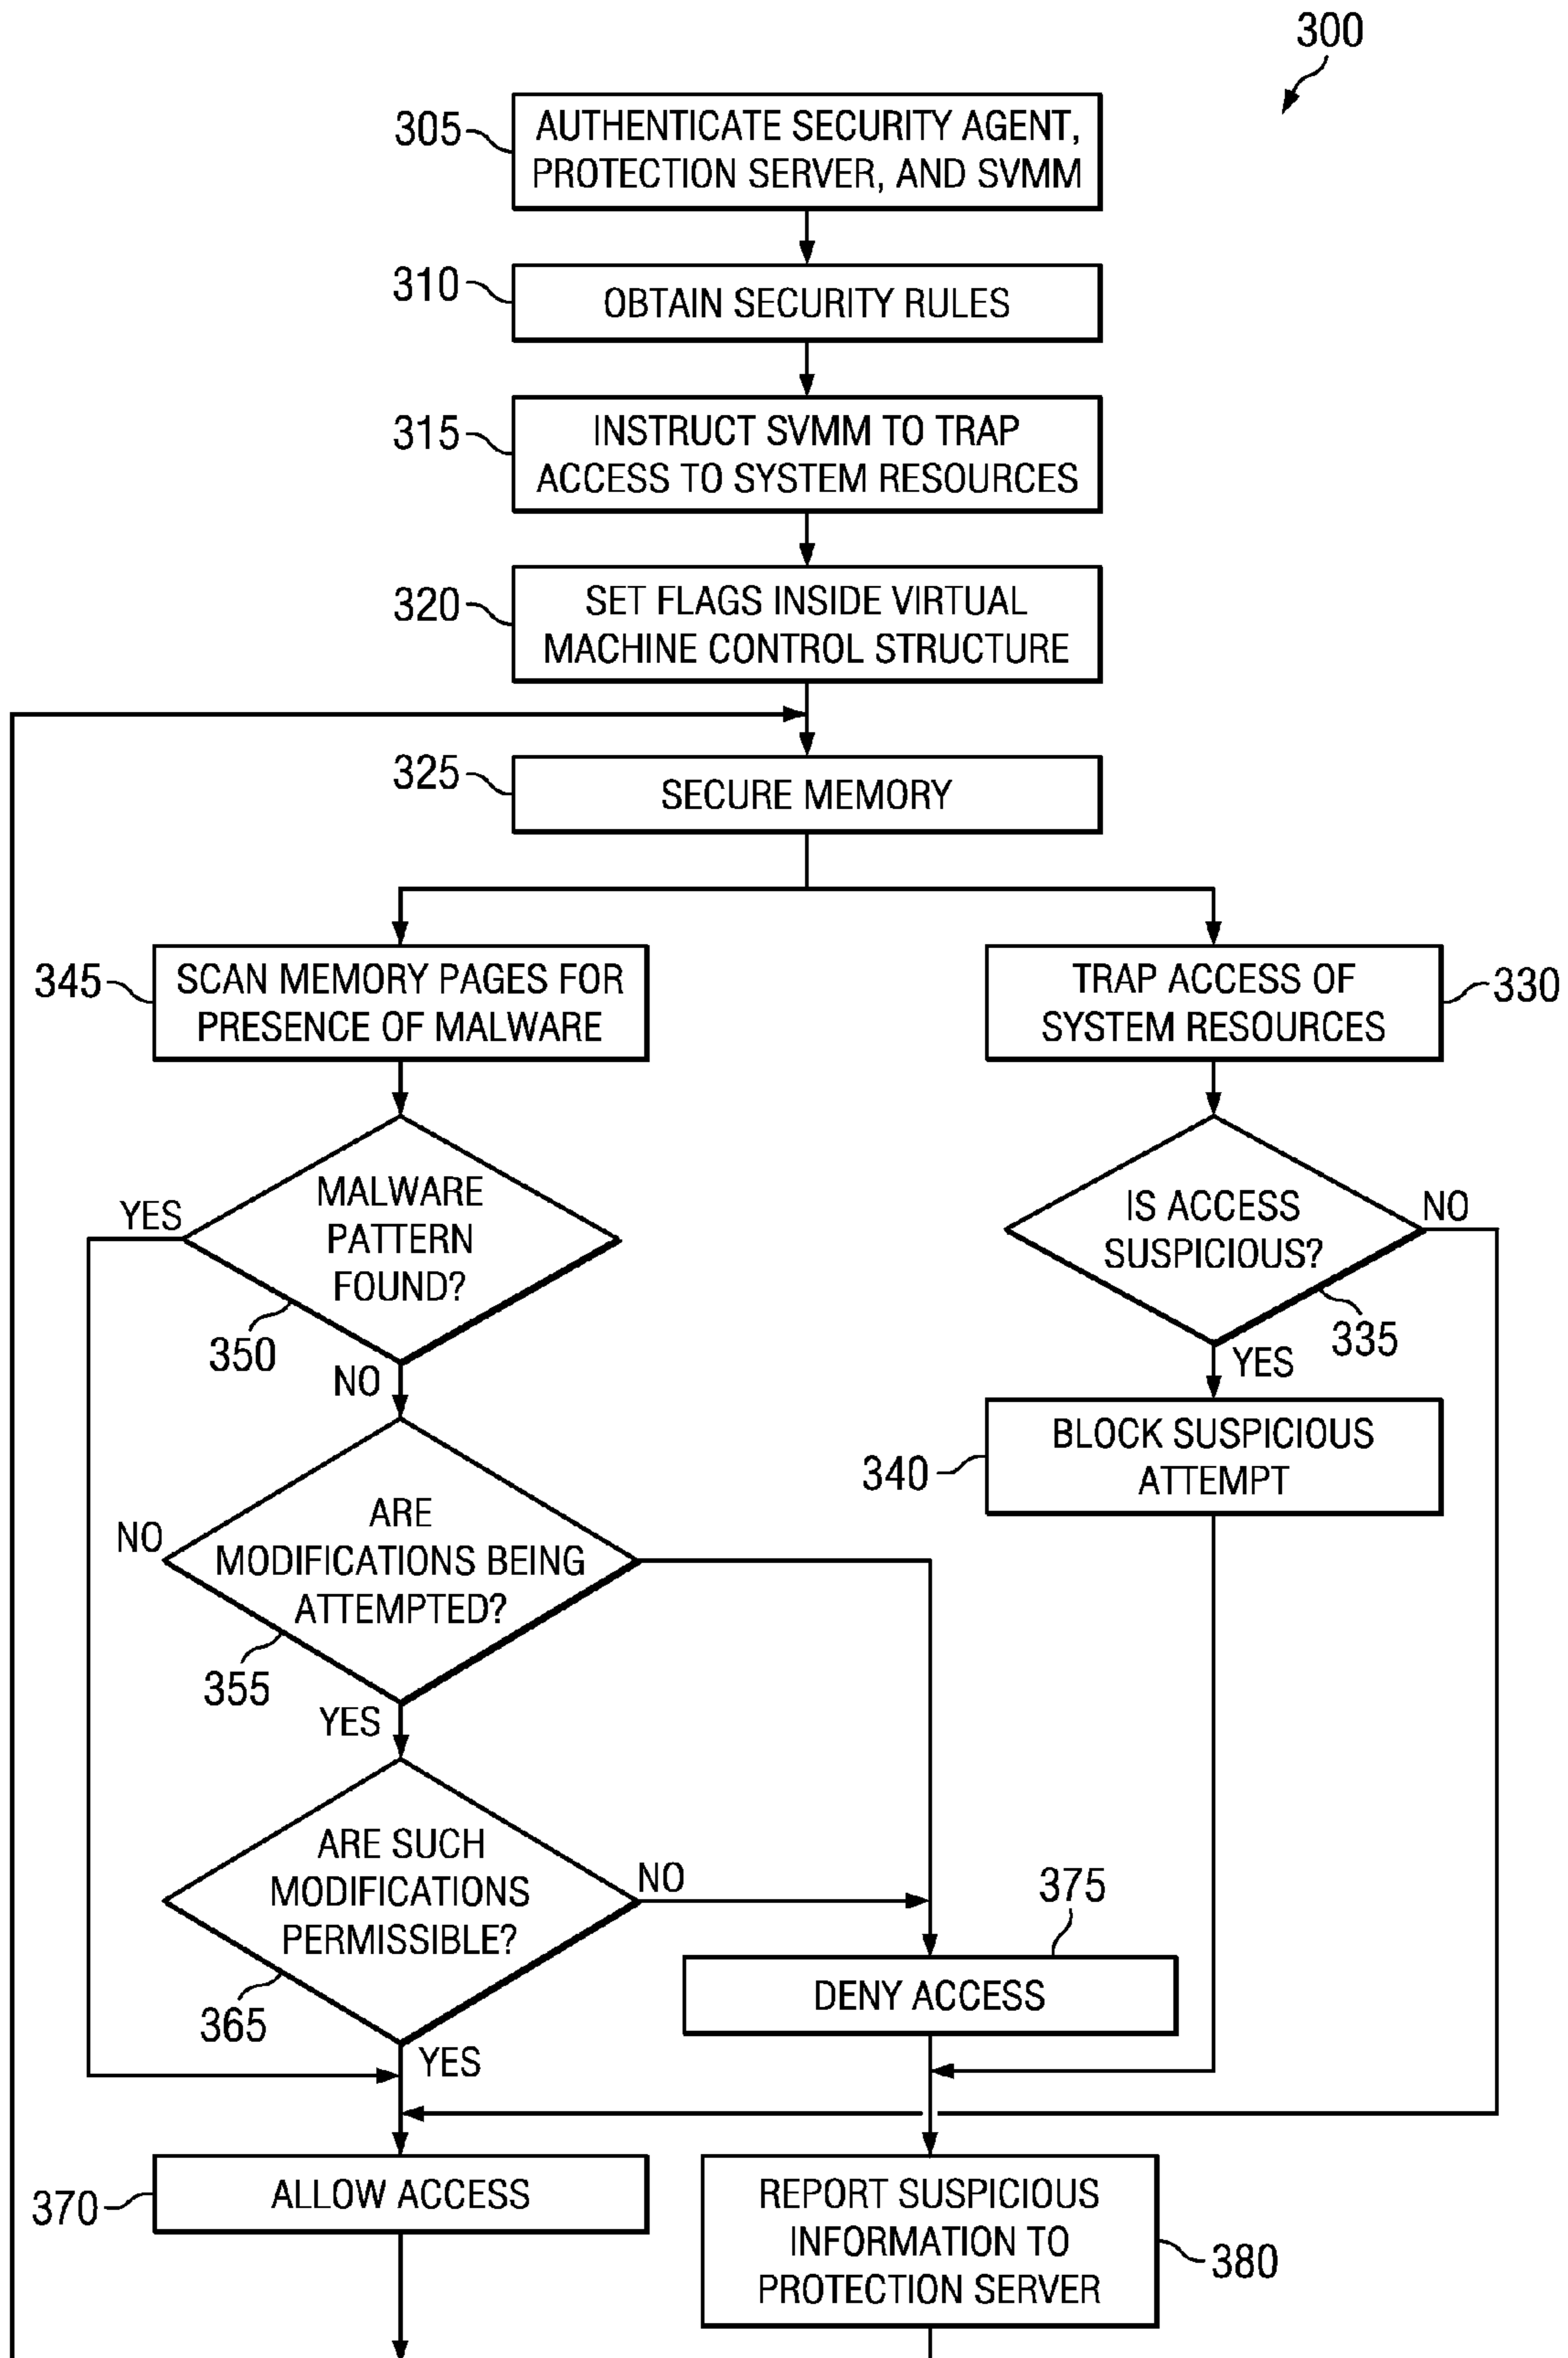 300
305
AUTHENTICATE SECURITY AGENT,
PROTECTION SERVER, AND SVMM
310
OBTAIN SECURITY RULES
315
INSTRUCT SVMM TO TRAP
ACCESS TO SYSTEM RESOURCES
320
SET FLAGS INSIDE VIRTUAL
MACHINE CONTROL STRUCTURE
325
SECURE MEMORY
345
SCAN MEMORY PAGES FOR
PRESENCE OF MALWARE
TRAP ACCESS OF
SYSTEM RESOURCES
330
YES
MALWARE
PATTERN
FOUND?
350
NO
IS ACCESS
SUSPICIOUS?
NO
335
YES
340
BLOCK SUSPICIOUS
ATTEMPT
NO
ARE
MODIFICATIONS BEING
ATTEMPTED?
355
YES
ARE SUCH
MODIFICATIONS
PERMISSIBLE?
NO
365
YES
375
DENY ACCESS
370
ALLOW ACCESS
REPORT SUSPICIOUS
INFORMATION TO
PROTECTION SERVER
380